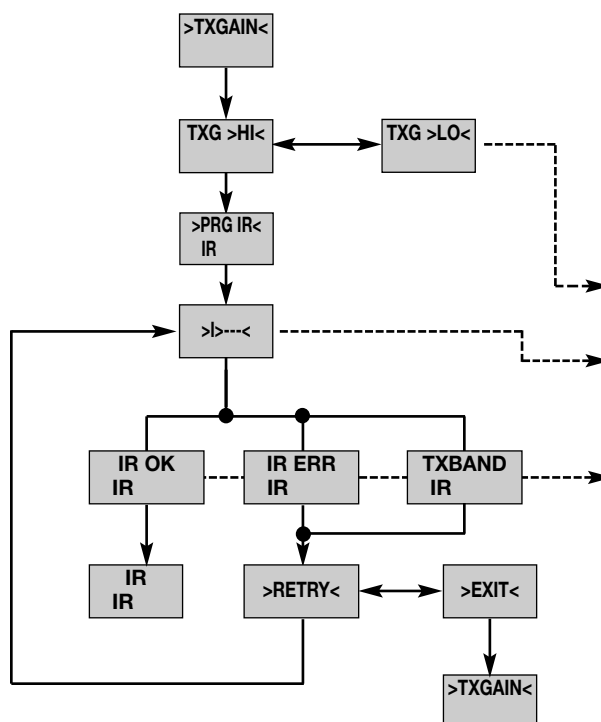 >TXGAIN<
TXG >HI<
TXG >LO<
>PRG IR<
IR
>I>---<
IR OK
IR
IR ERR
IR
TXBAND
IR
IR
IR
>RETRY<
>EXIT<
>TXGAIN<